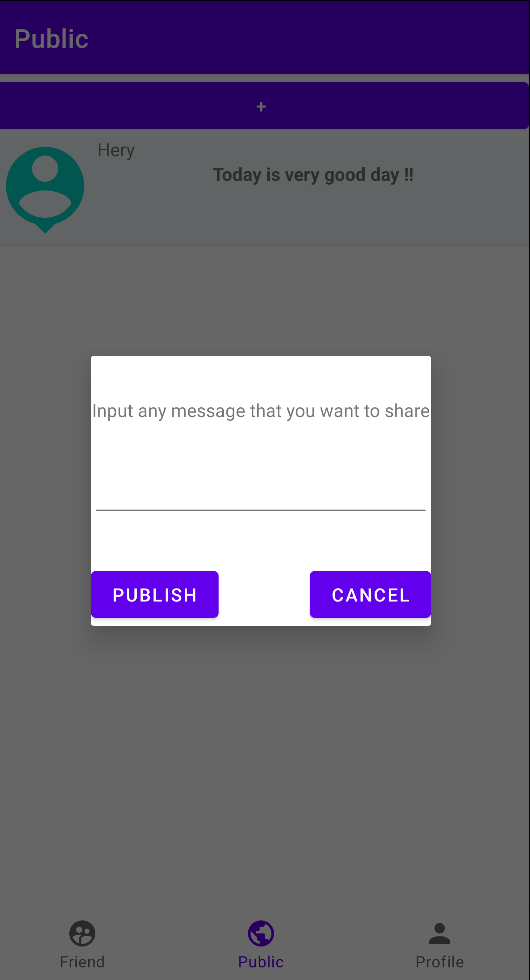 Public
+
Hery
Today is very good day !!
Input any message that you want to share
PUBLISH
CANCEL
Friend
Public
Profile